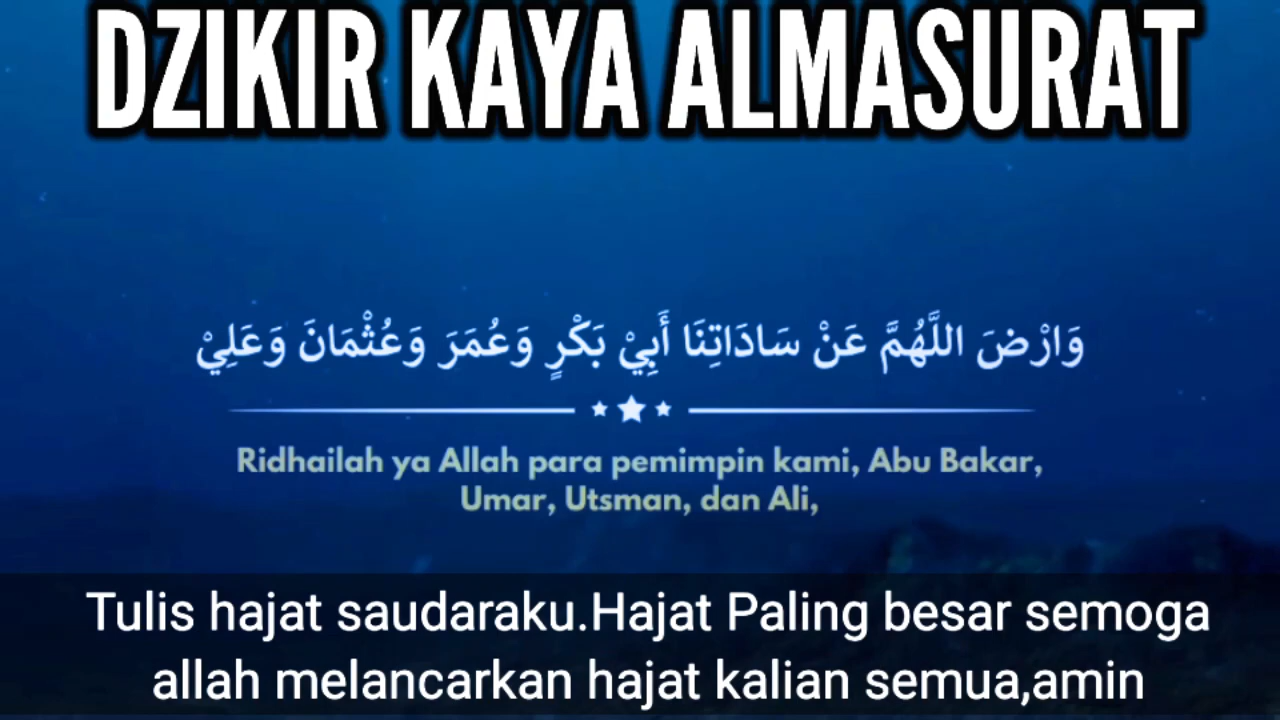 DZIKIR KAYA ALMASURAT
وَارْضَ اللَّهُمَّ عَنْ سَادَاتِنَا أَبِيْ بَكْرٍ وَعُمَرَ وَعُثْمَانَ وَعَلِيْ
Ridhailah ya Allah para pemimpin kami, Abu Bakar,
Umar, Utsman, dan Ali,
Tulis hajat saudaraku.Hajat Paling besar semoga
allah melancarkan hajat kalian semua,amin